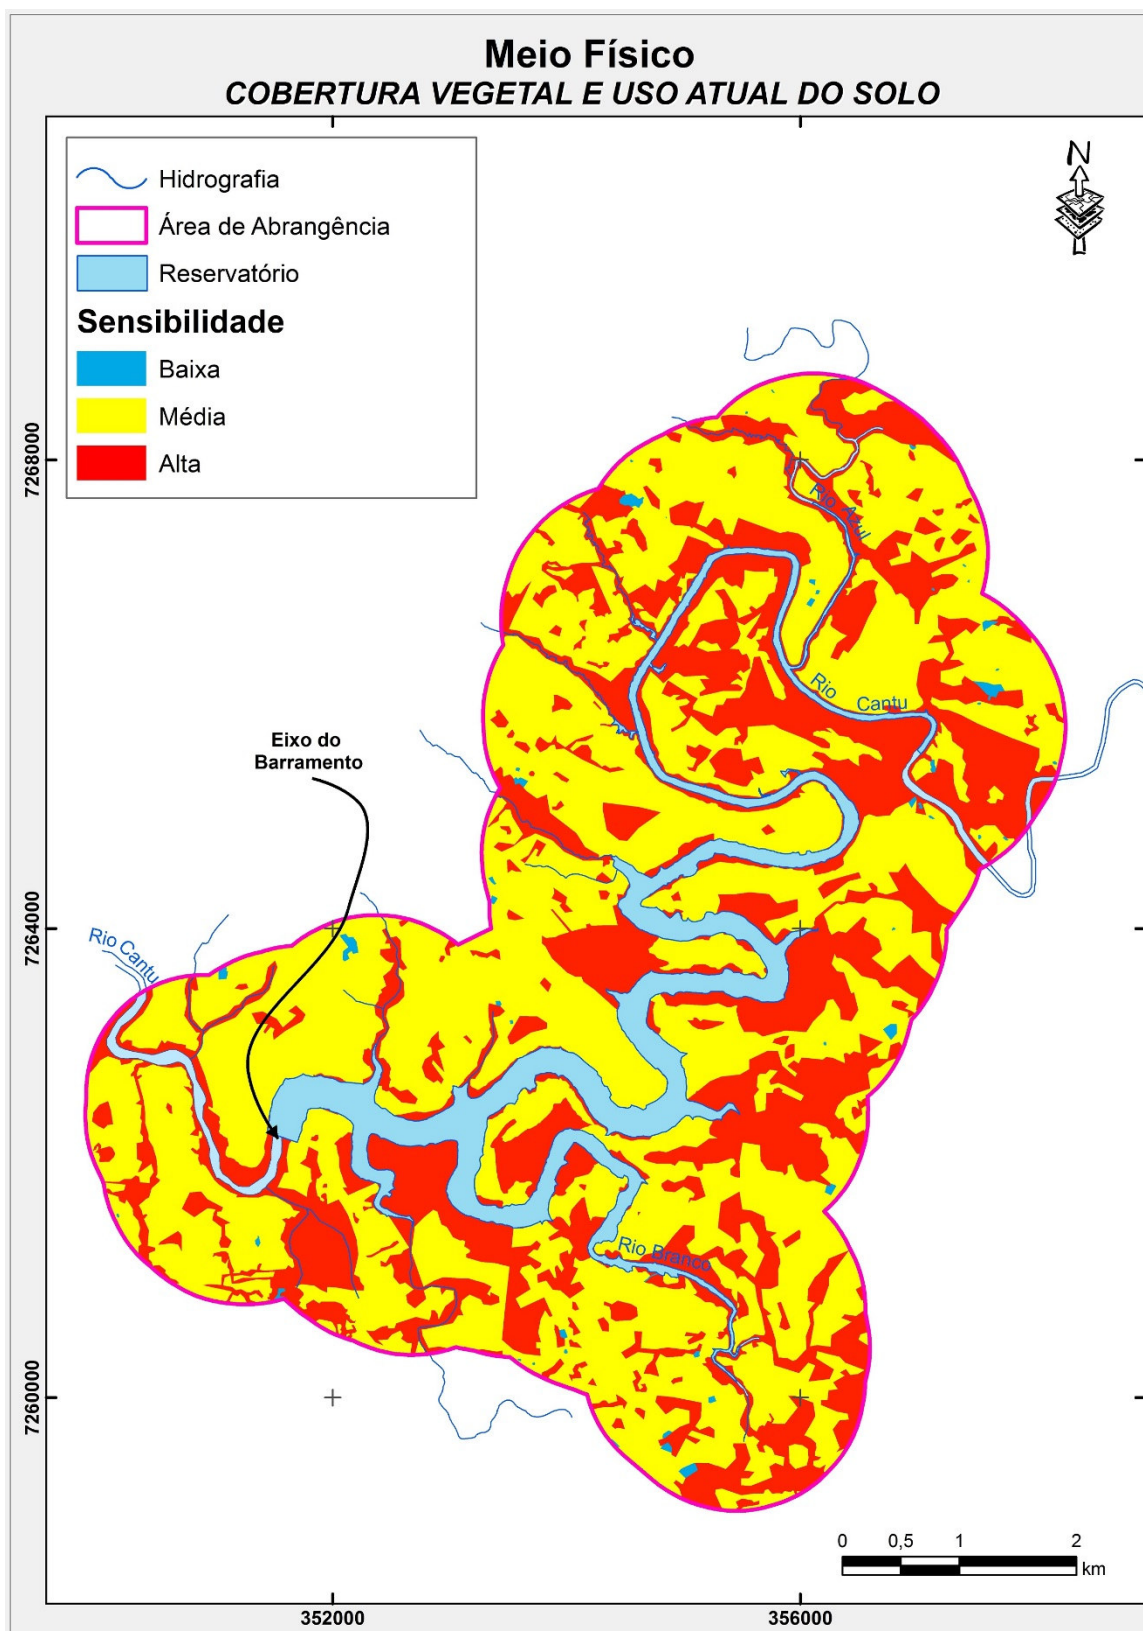 Meio Físico
COBERTURA VEGETAL E USO ATUAL DO SOLO
Hidrografia
Área de Abrangência
Reservatório
Sensibilidade
Baixa
Média
Alta
N
7268000
Rio Azul
Rio Cantu
Eixo do
Barramento
7264000
Rio Cantu
Rio Branco
7260000
0 0,5 1 2
km
352000 356000